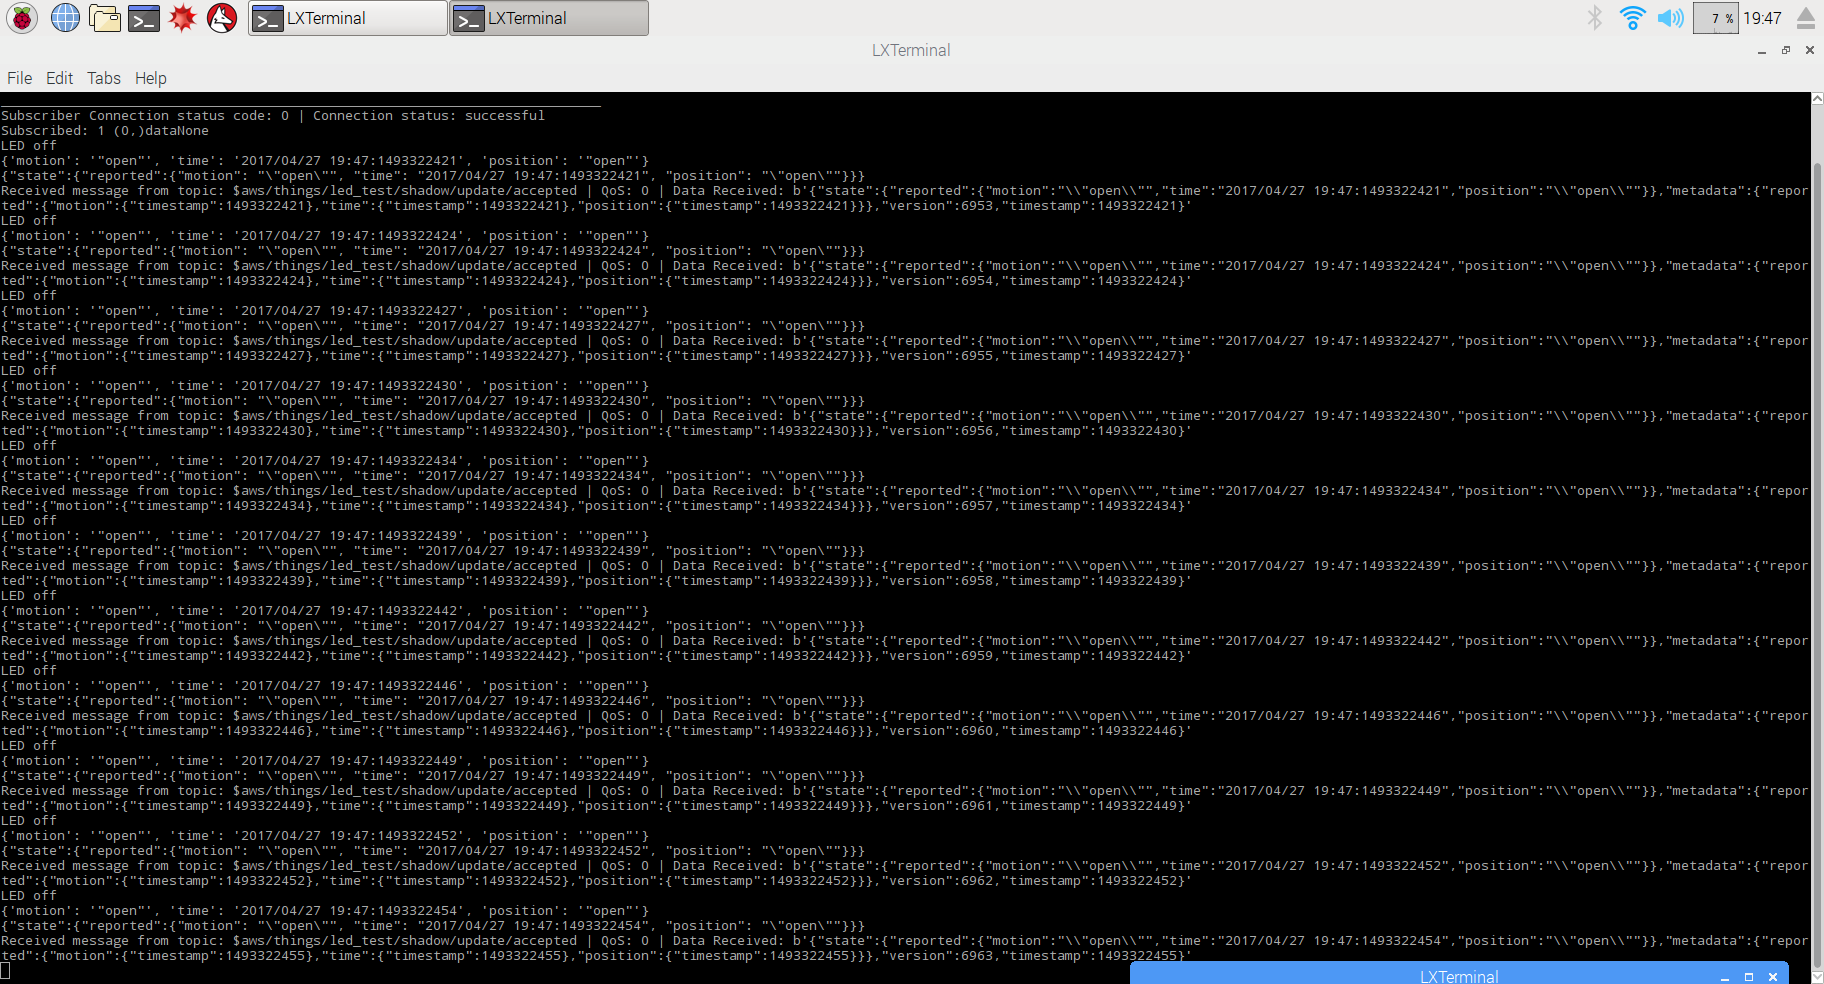 LXTerminal
LXTerminal
7 %
19:47
LXTerminal
File Edit Tabs Help
Subscriber Connection status code: 0 | Connection status: successful
Subscribed: 1 (0,)dataNone
LED off
{'motion': '"open"', 'time': '2017/04/27 19:47:1493322421', 'position': '"open"'}
{"state":{"reported":{"motion": "\"open\"", "time": "2017/04/27 19:47:1493322421", "position": "\"open\""}}}
Received message from topic: $aws/things/led_test/shadow/update/accepted | QoS: 0 | Data Received: b'{"state":{"reported":{"motion":"\\"open\\"","time":"2017/04/27 19:47:1493322421","position":"\\"open\\""}},"metadata":{"repor
ted":{"motion":{"timestamp":1493322421},"time":{"timestamp":1493322421},"position":{"timestamp":1493322421}}},"version":6953,"timestamp":1493322421}'
LED off
{'motion': '"open"', 'time': '2017/04/27 19:47:1493322424', 'position': '"open"'}
{"state":{"reported":{"motion": "\"open\"", "time": "2017/04/27 19:47:1493322424", "position": "\"open\""}}}
Received message from topic: $aws/things/led_test/shadow/update/accepted | QoS: 0 | Data Received: b'{"state":{"reported":{"motion":"\\"open\\"","time":"2017/04/27 19:47:1493322424","position":"\\"open\\""}},"metadata":{"repor
ted":{"motion":{"timestamp":1493322424},"time":{"timestamp":1493322424},"position":{"timestamp":1493322424}}},"version":6954,"timestamp":1493322424}'
LED off
{'motion': '"open"', 'time': '2017/04/27 19:47:1493322427', 'position': '"open"'}
{"state":{"reported":{"motion": "\"open\"", "time": "2017/04/27 19:47:1493322427", "position": "\"open\""}}}
Received message from topic: $aws/things/led_test/shadow/update/accepted | QoS: 0 | Data Received: b'{"state":{"reported":{"motion":"\\"open\\"","time":"2017/04/27 19:47:1493322427","position":"\\"open\\""}},"metadata":{"repor
ted":{"motion":{"timestamp":1493322427},"time":{"timestamp":1493322427},"position":{"timestamp":1493322427}}},"version":6955,"timestamp":1493322427}'
LED off
{'motion': '"open"', 'time': '2017/04/27 19:47:1493322430', 'position': '"open"'}
{"state":{"reported":{"motion": "\"open\"", "time": "2017/04/27 19:47:1493322430", "position": "\"open\""}}}
Received message from topic: $aws/things/led_test/shadow/update/accepted | QoS: 0 | Data Received: b'{"state":{"reported":{"motion":"\\"open\\"","time":"2017/04/27 19:47:1493322430","position":"\\"open\\""}},"metadata":{"repor
ted":{"motion":{"timestamp":1493322430},"time":{"timestamp":1493322430},"position":{"timestamp":1493322430}}},"version":6956,"timestamp":1493322430}'
LED off
{'motion': '"open"', 'time': '2017/04/27 19:47:1493322434', 'position': '"open"'}
{"state":{"reported":{"motion": "\"open\"", "time": "2017/04/27 19:47:1493322434", "position": "\"open\""}}}
Received message from topic: $aws/things/led_test/shadow/update/accepted | QoS: 0 | Data Received: b'{"state":{"reported":{"motion":"\\"open\\"","time":"2017/04/27 19:47:1493322434","position":"\\"open\\""}},"metadata":{"repor
ted":{"motion":{"timestamp":1493322434},"time":{"timestamp":1493322434},"position":{"timestamp":1493322434}}},"version":6957,"timestamp":1493322434}'
LED off
{'motion': '"open"', 'time': '2017/04/27 19:47:1493322439', 'position': '"open"'}
{"state":{"reported":{"motion": "\"open\"", "time": "2017/04/27 19:47:1493322439", "position": "\"open\""}}}
Received message from topic: $aws/things/led_test/shadow/update/accepted | QoS: 0 | Data Received: b'{"state":{"reported":{"motion":"\\"open\\"","time":"2017/04/27 19:47:1493322439","position":"\\"open\\""}},"metadata":{"repor
ted":{"motion":{"timestamp":1493322439},"time":{"timestamp":1493322439},"position":{"timestamp":1493322439}}},"version":6958,"timestamp":1493322439}'
LED off
{'motion': '"open"', 'time': '2017/04/27 19:47:1493322442', 'position': '"open"'}
{"state":{"reported":{"motion": "\"open\"", "time": "2017/04/27 19:47:1493322442", "position": "\"open\""}}}
Received message from topic: $aws/things/led_test/shadow/update/accepted | QoS: 0 | Data Received: b'{"state":{"reported":{"motion":"\\"open\\"","time":"2017/04/27 19:47:1493322442","position":"\\"open\\""}},"metadata":{"repor
ted":{"motion":{"timestamp":1493322442},"time":{"timestamp":1493322442},"position":{"timestamp":1493322442}}},"version":6959,"timestamp":1493322442}'
LED off
{'motion': '"open"', 'time': '2017/04/27 19:47:1493322446', 'position': '"open"'}
{"state":{"reported":{"motion": "\"open\"", "time": "2017/04/27 19:47:1493322446", "position": "\"open\""}}}
Received message from topic: $aws/things/led_test/shadow/update/accepted | QoS: 0 | Data Received: b'{"state":{"reported":{"motion":"\\"open\\"","time":"2017/04/27 19:47:1493322446","position":"\\"open\\""}},"metadata":{"repor
ted":{"motion":{"timestamp":1493322446},"time":{"timestamp":1493322446},"position":{"timestamp":1493322446}}},"version":6960,"timestamp":1493322446}'
LED off
{'motion': '"open"', 'time': '2017/04/27 19:47:1493322449', 'position': '"open"'}
{"state":{"reported":{"motion": "\"open\"", "time": "2017/04/27 19:47:1493322449", "position": "\"open\""}}}
Received message from topic: $aws/things/led_test/shadow/update/accepted | QoS: 0 | Data Received: b'{"state":{"reported":{"motion":"\\"open\\"","time":"2017/04/27 19:47:1493322449","position":"\\"open\\""}},"metadata":{"repor
ted":{"motion":{"timestamp":1493322449},"time":{"timestamp":1493322449},"position":{"timestamp":1493322449}}},"version":6961,"timestamp":1493322449}'
LED off
{'motion': '"open"', 'time': '2017/04/27 19:47:1493322452', 'position': '"open"'}
{"state":{"reported":{"motion": "\"open\"", "time": "2017/04/27 19:47:1493322452", "position": "\"open\""}}}
Received message from topic: $aws/things/led_test/shadow/update/accepted | QoS: 0 | Data Received: b'{"state":{"reported":{"motion":"\\"open\\"","time":"2017/04/27 19:47:1493322452","position":"\\"open\\""}},"metadata":{"repor
ted":{"motion":{"timestamp":1493322452},"time":{"timestamp":1493322452},"position":{"timestamp":1493322452}}},"version":6962,"timestamp":1493322452}'
LED off
{'motion': '"open"', 'time': '2017/04/27 19:47:1493322454', 'position': '"open"'}
{"state":{"reported":{"motion": "\"open\"", "time": "2017/04/27 19:47:1493322454", "position": "\"open\""}}}
Received message from topic: $aws/things/led_test/shadow/update/accepted | QoS: 0 | Data Received: b'{"state":{"reported":{"motion":"\\"open\\"","time":"2017/04/27 19:47:1493322454","position":"\\"open\\""}},"metadata":{"repor
ted":{"motion":{"timestamp":1493322455},"time":{"timestamp":1493322455},"position":{"timestamp":1493322455}}},"version":6963,"timestamp":1493322455}'
LXTerminal